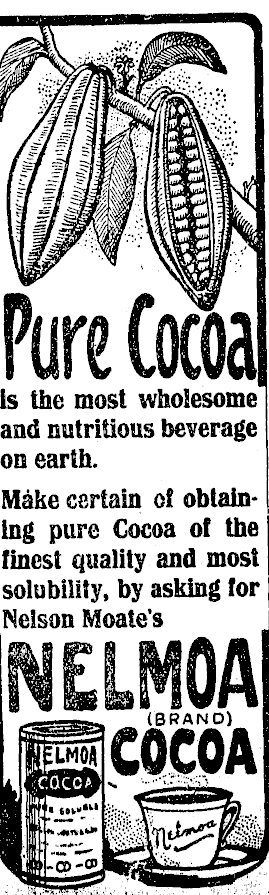 Pure Cocoa
is the most wholesome
and nutritious beverage
on earth.
Make certain of obtain-
ing pure Cocoa of the
finest quality and most
solubility, by asking for
Nelson Moate's
NELMOA
(BRAND)
COCOA
NELMOA
COCOA
SOLUBLE
Nelmoa